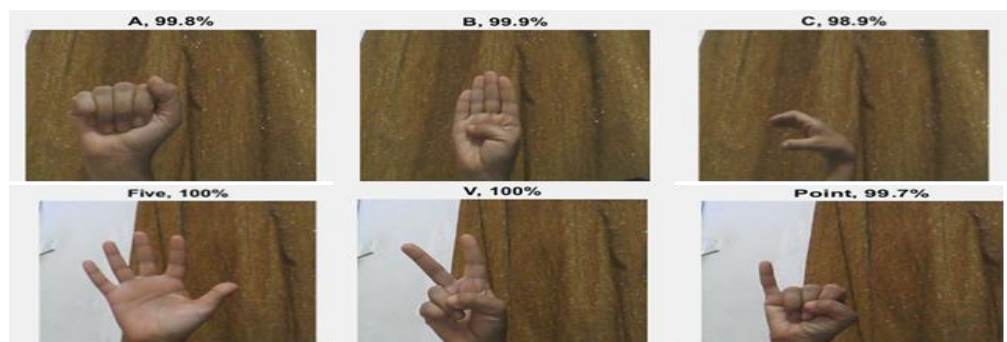 A, 99.8%
B, 99.9%
C, 98.9%
Five, 100%
V, 100%
Point, 99.7%